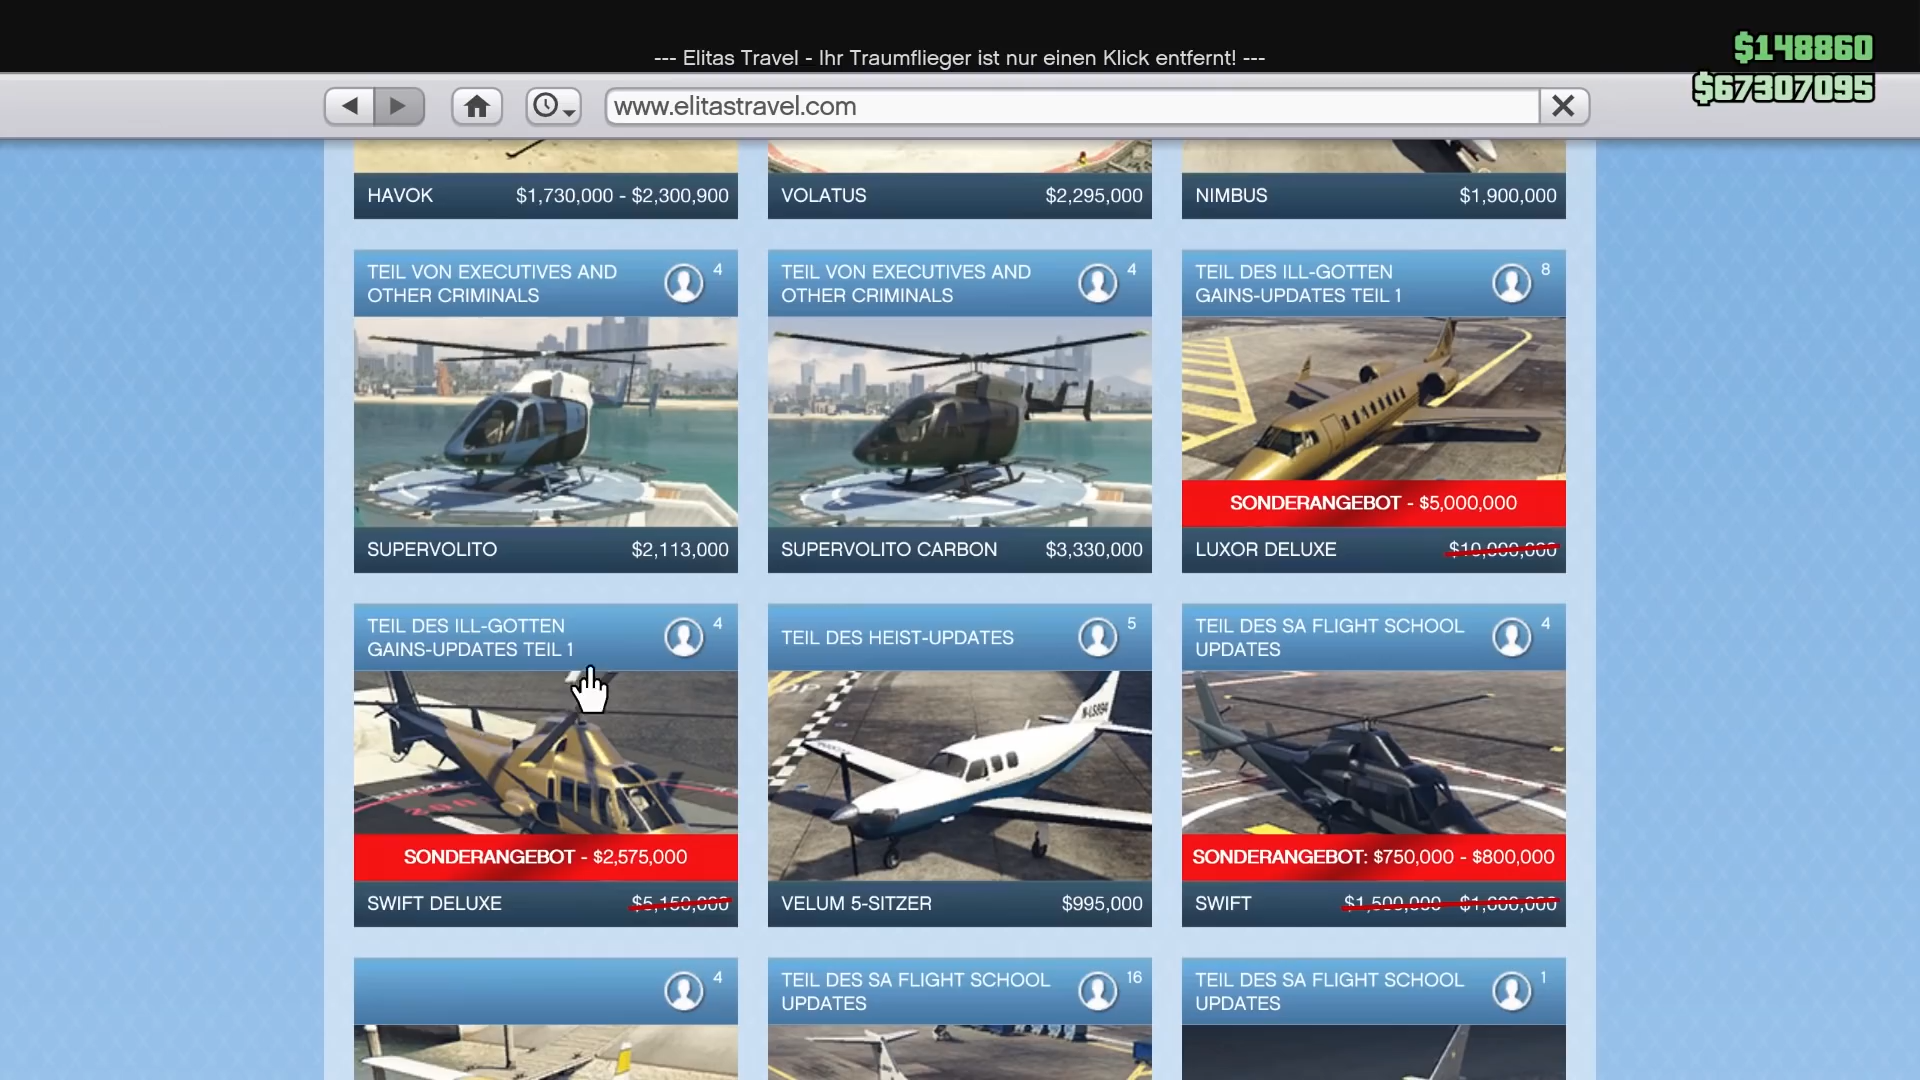 --- Elitas Travel - Ihr Traumflieger ist nur einen Klick entfernt! ---
$148860
$67307095
www.elitastravel.com
HAVOK $1,730,000 - $2,300,900
VOLATUS $2,295,000
NIMBUS $1,900,000
TEIL VON EXECUTIVES AND
OTHER CRIMINALS
4
SUPERVOLITO $2,113,000
TEIL VON EXECUTIVES AND
OTHER CRIMINALS
4
SUPERVOLITO CARBON $3,330,000
TEIL DES ILL-GOTTEN
GAINS-UPDATES TEIL 1
8
SONDERANGEBOT - $5,000,000
LUXOR DELUXE $10,000,000
TEIL DES ILL-GOTTEN
GAINS-UPDATES TEIL 1
4
SONDERANGEBOT - $2,575,000
SWIFT DELUXE $5,150,000
TEIL DES HEIST-UPDATES
5
VELUM 5-SITZER $995,000
TEIL DES SA FLIGHT SCHOOL
UPDATES
4
SONDERANGEBOT: $750,000 - $800,000
SWIFT $1,500,000 - $1,600,000
4
TEIL DES SA FLIGHT SCHOOL
UPDATES
16
TEIL DES SA FLIGHT SCHOOL
UPDATES
1